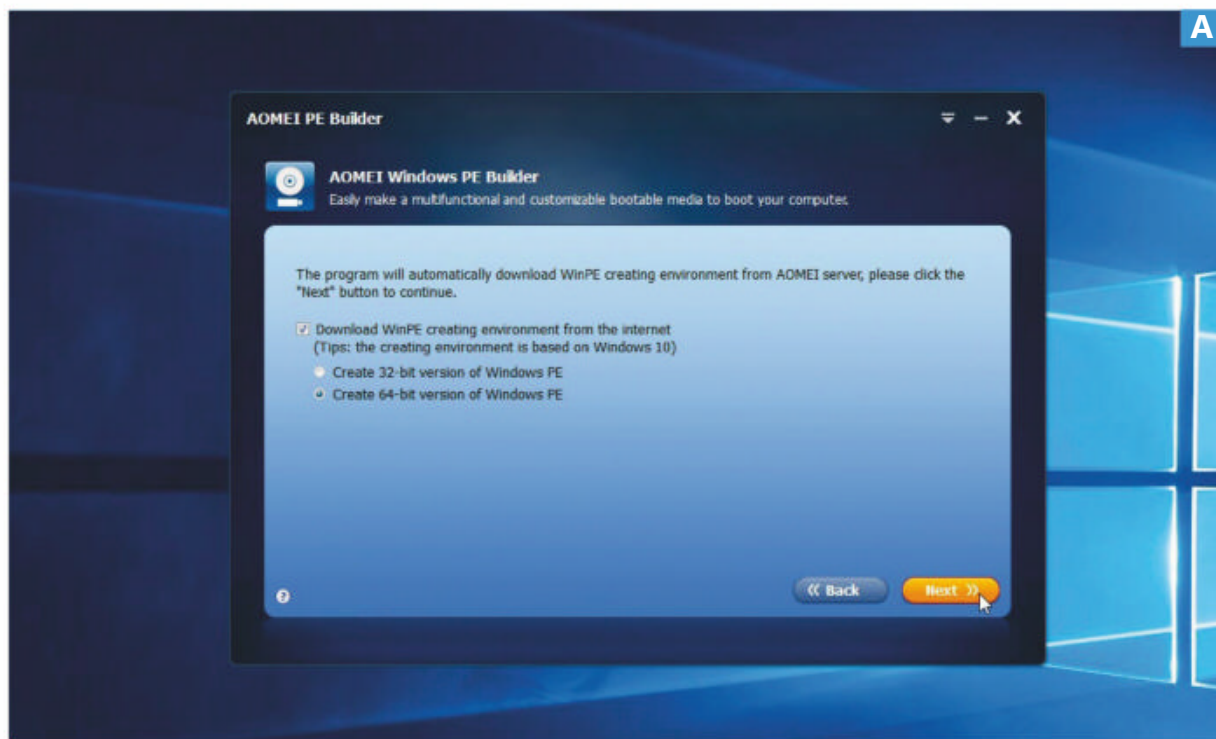 A
AOMEI PE Builder
AOMEI Windows PE Builder
Easily make a multifunctional and customizable bootable media to boot your computer.
The program will automatically download WinPE creating environment from AOMEI server, please click the
"Next" button to continue.
Download WinPE creating environment from the internet
(Tips: the creating environment is based on Windows 10)
Create 32-bit version of Windows PE
Create 64-bit version of Windows PE
?
« Back
Next »